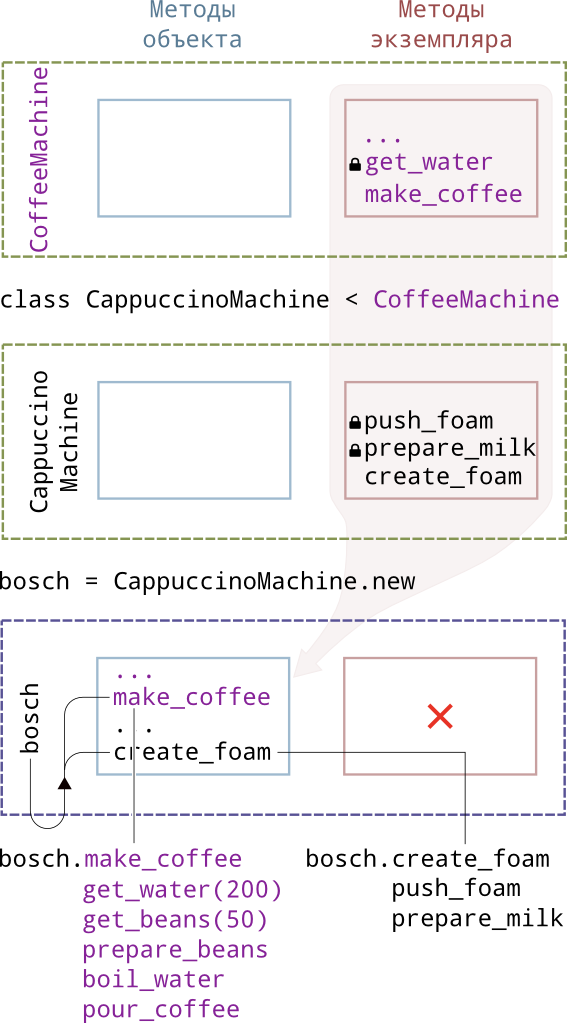 Методы Методы
объекта экземпляра
CoffeeMachine
...
get_water
make_coffee
class CappuccinoMachine < CoffeeMachine
Cappuccino
Machine
push_foam
prepare_milk
create_foam
bosch = CappuccinoMachine.new
bosch
...
make_coffee
...
create_foam
bosch.make_coffee
get_water(200)
get_beans(50)
prepare_beans
boil_water
pour_coffee
bosch.create_foam
push_foam
prepare_milk